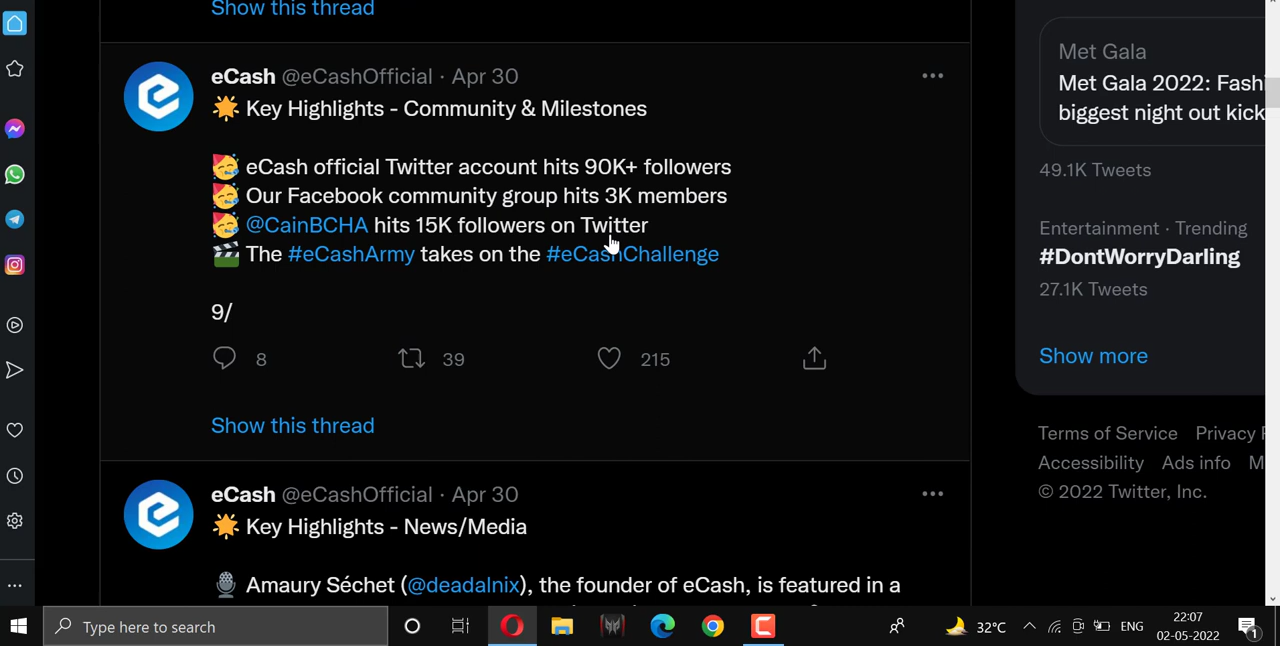 Show this thread
eCash @eCashOfficial · Apr 30
Key Highlights - Community & Milestones
eCash official Twitter account hits 90K+ followers
Our Facebook community group hits 3K members
@CainBCHA hits 15K followers on Twitter
The #eCashArmy takes on the #eCashChallenge
9/
8 39 215
Show this thread
eCash @eCashOfficial · Apr 30
Key Highlights - News/Media
Amaury Séchet (@deadalnix), the founder of eCash, is featured in a
Met Gala
Met Gala 2022: Fashi
biggest night out kick
49.1K Tweets
Entertainment · Trending
#DontWorryDarling
27.1K Tweets
Show more
Terms of Service Privacy
Accessibility Ads info M
© 2022 Twitter, Inc.
Type here to search
32°C
ENG
22:07
02-05-2022
1